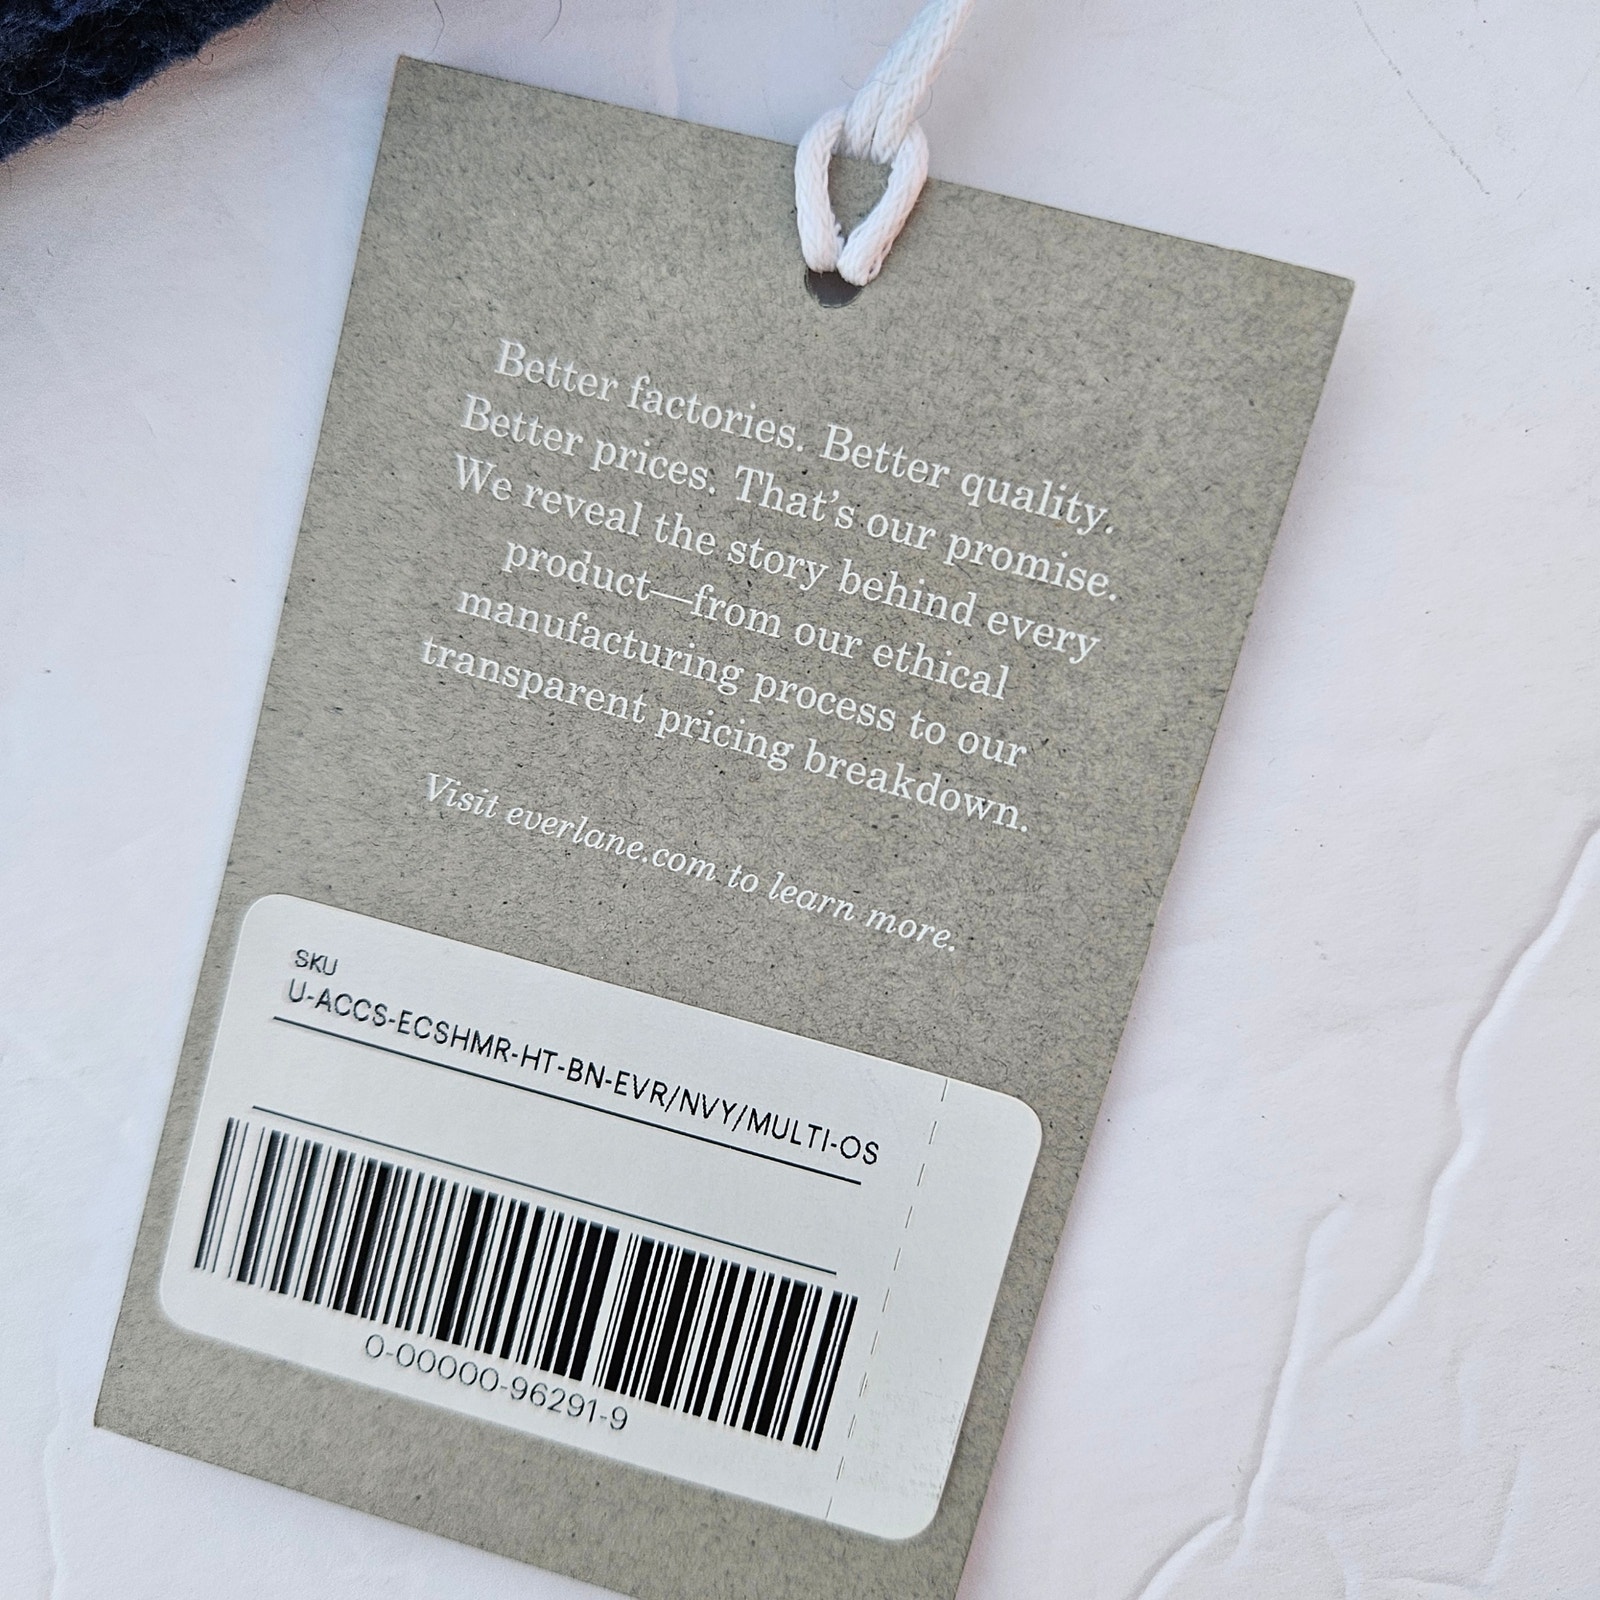 Better factories. Better quality.
Better prices. That's our promise.
We reveal the story behind every
product—from our ethical
manufacturing process to our
transparent pricing breakdown.
Visit everlane.com to learn more.
SKU
U-ACCS-ECSHMR-HT-BN-EVR/NVY/MULTI-OS
0-00000-96291-9